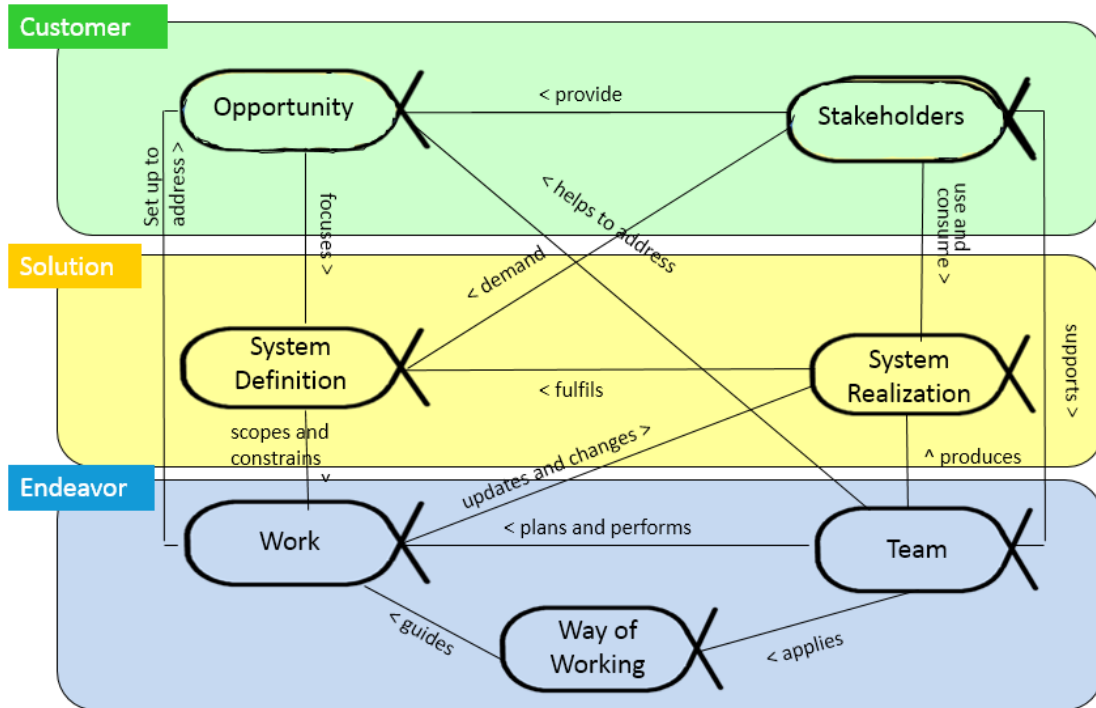 Customer
Opportunity
< provide
Stakeholders
Set up to
address >
focuses >
< helps to address
< demand
use and
consume >
Solution
System
Definition
< fulfils
System
Realization
supports >
scopes and
constrains
v
updates and changes >
^ produces
Endeavor
Work
< plans and performs
Team
< guides
Way of
Working
< applies